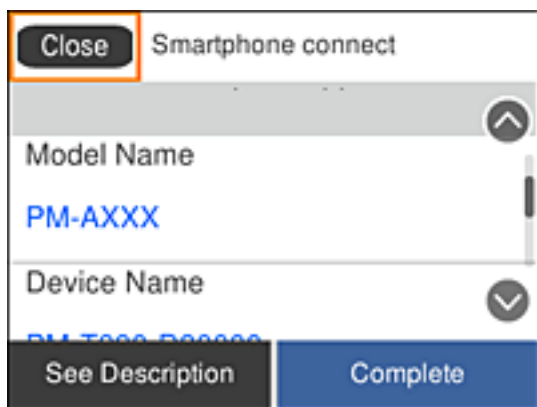 Close
Smartphone connect
Model Name
PM-AXXX
Device Name
See Description
Complete